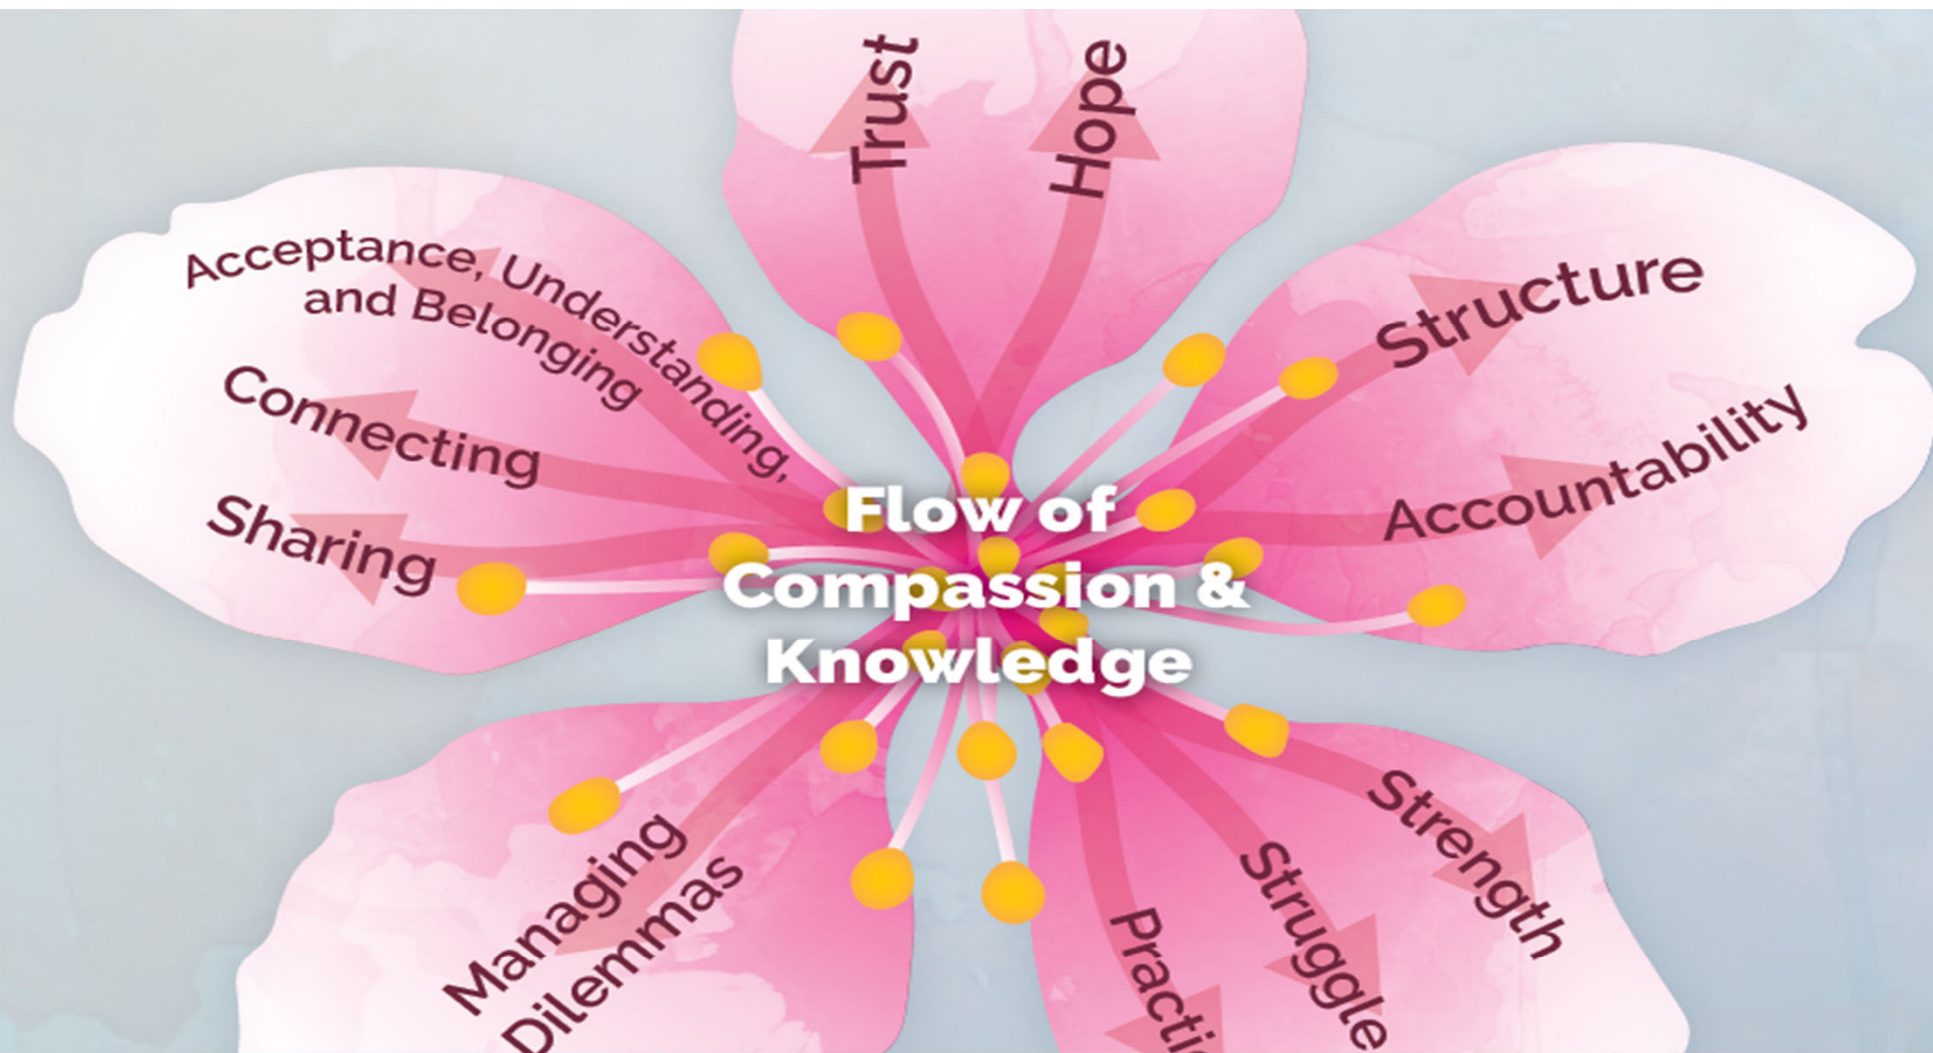 Trust
Hope
Acceptance, Understanding,
and Belonging
Connecting
Sharing
Structure
Accountability
Flow of
Compassion &
Knowledge
Managing
Dilemmas
Strength
Struggle